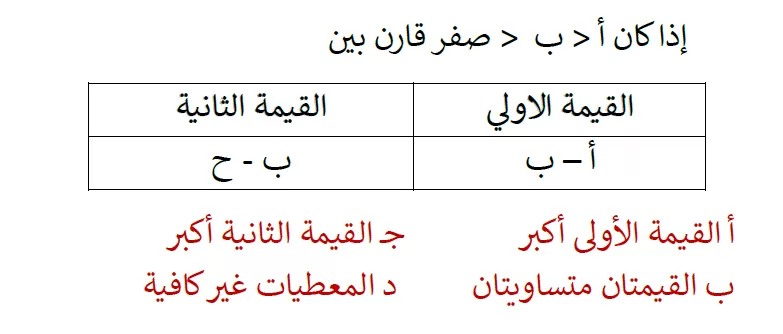 إذا كان أ < ب < صفر قارن بين
القيمة الاولي القيمة الثانية
أ – ب ب - ح
أ القيمة الأولى أكبر جـ القيمة الثانية أكبر
ب القيمتان متساويتان د المعطيات غير كافية